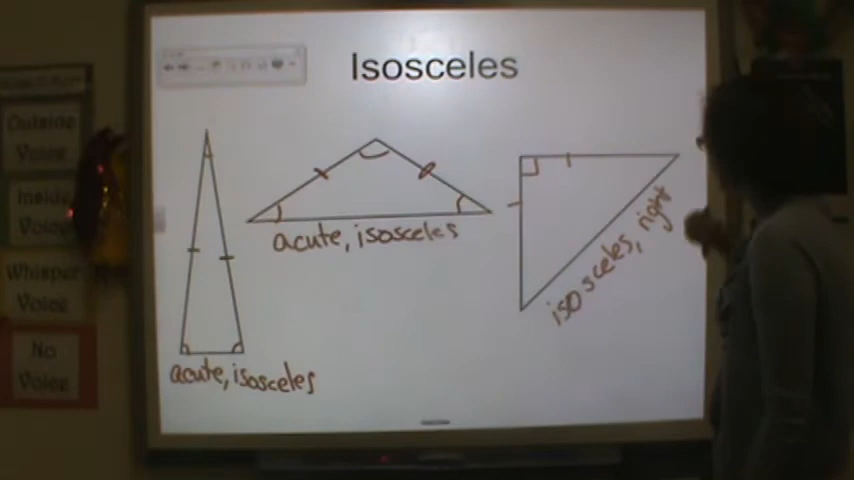 Isosceles
acute, isosceles
acute, isosceles
isosceles, right
Outside
Voice
Inside
Voice
Whisper
Voice
No
Voice